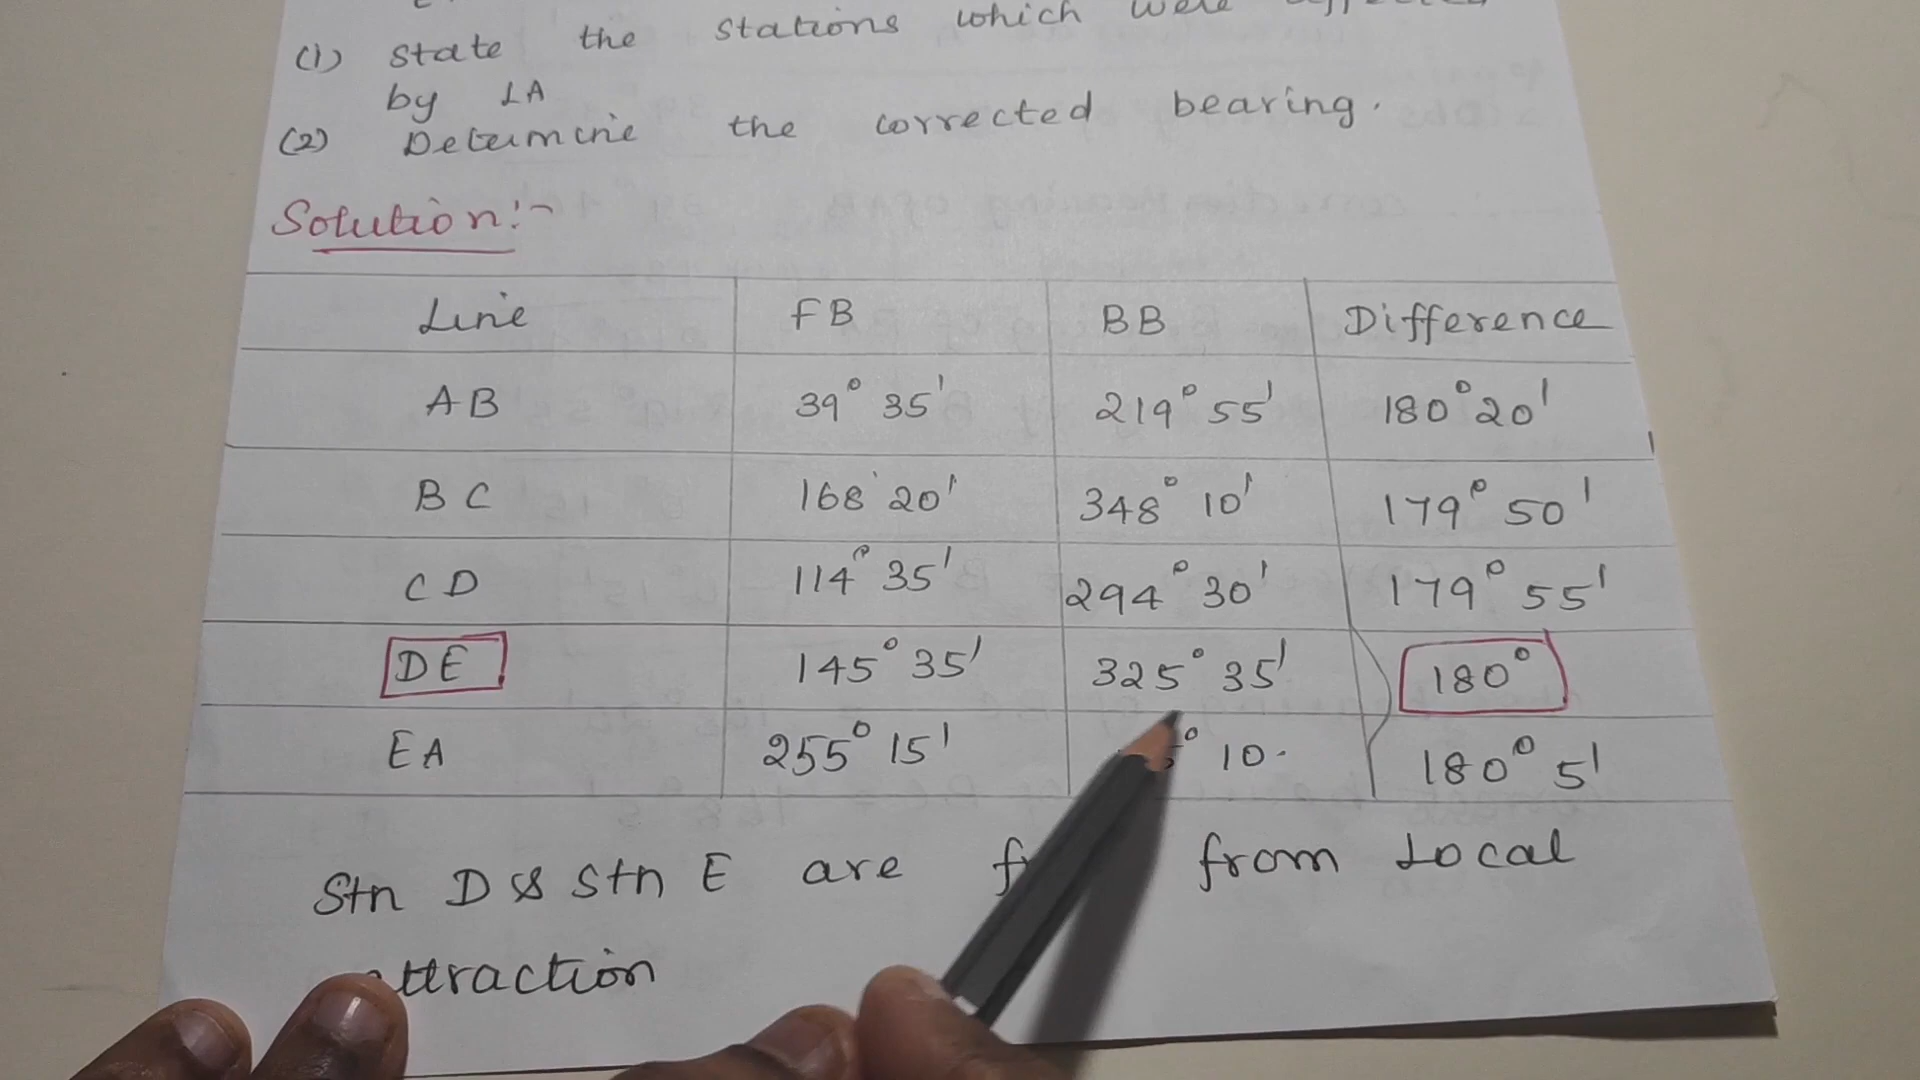 (1) state the stations which were
by LA
(2) Determine the corrected bearing.
Solution:-
Line FB BB Difference
AB 39° 35' 219° 55' 180° 20'
BC 168° 20' 348° 10' 179° 50'
CD 114° 35' 294° 30' 179° 55'
DE 145° 35' 325° 35' 180°
EA 255° 15' 10. 180° 5'
Stn D & Stn E are from Local
attraction